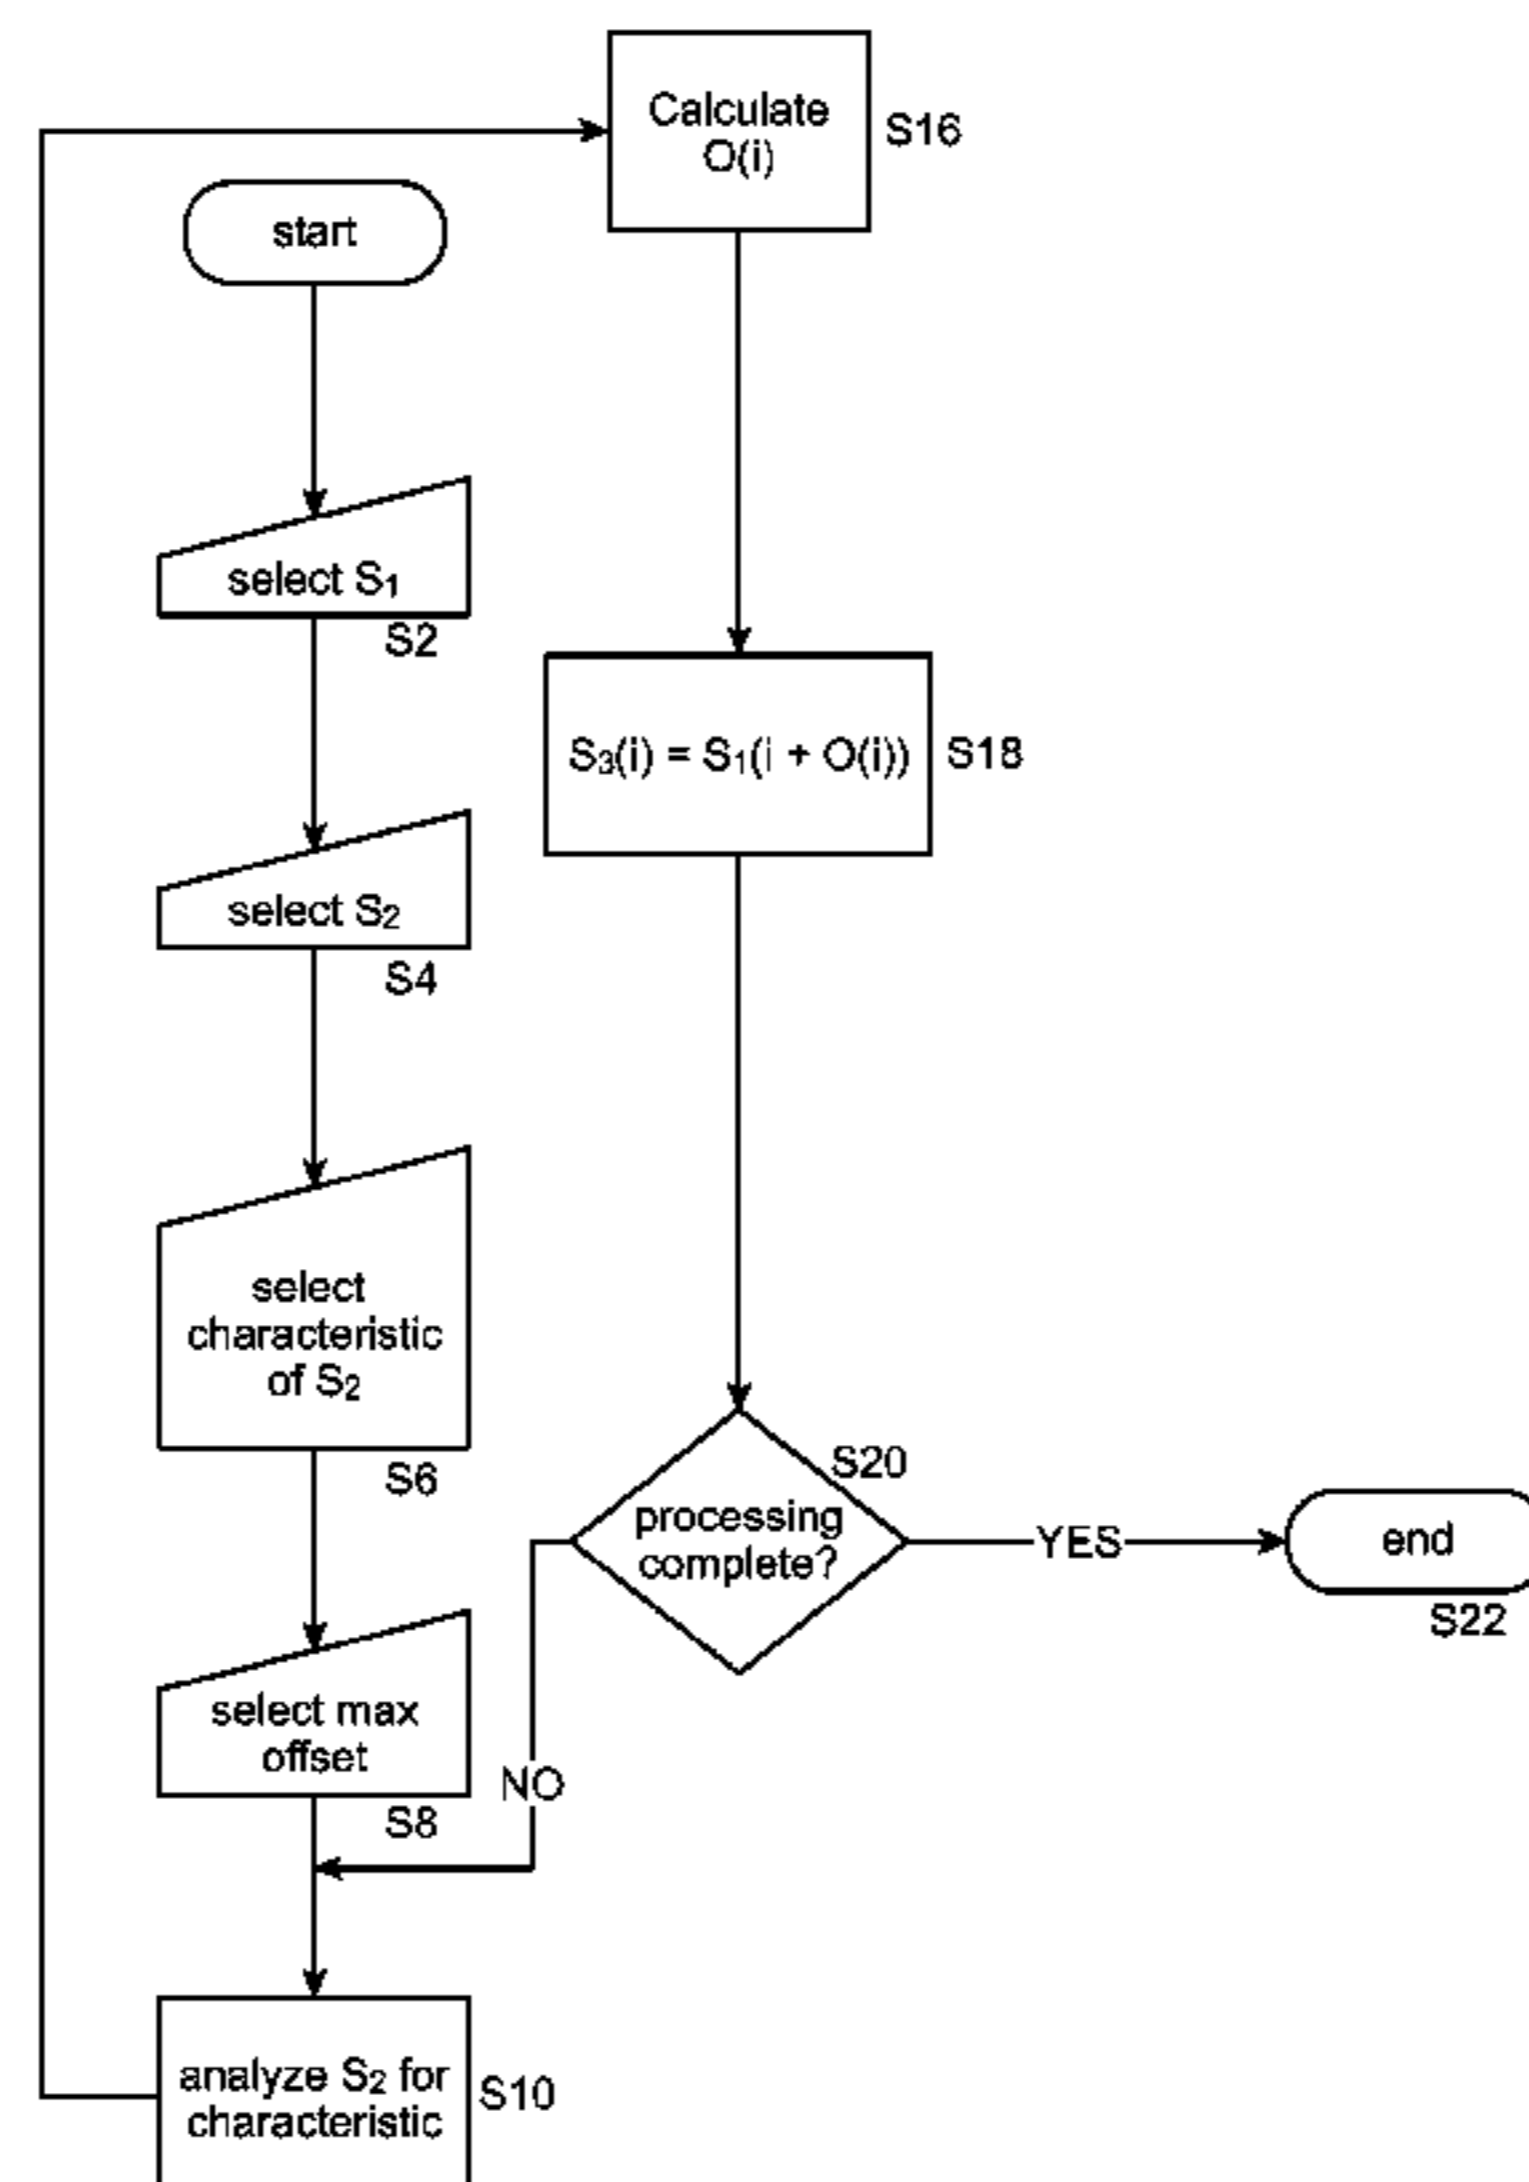 start
select S₁
S2
select S₂
S4
select
characteristic
of S₂
S6
select max
offset
S8
analyze S₂ for
characteristic
S10
Calculate
O(i)
S16
S₃(i) = S₁(i + O(i))
S18
S20
processing
complete?
NO
YES
end
S22